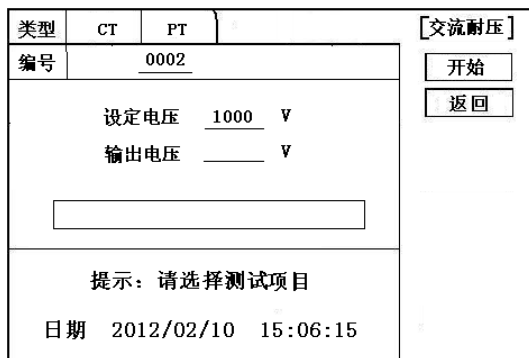 类型 CT PT [交流耐压]
编号 0002
开始
设定电压 1000 V
返回
输出电压 V
提示：请选择测试项目
日期 2012/02/10 15:06:15